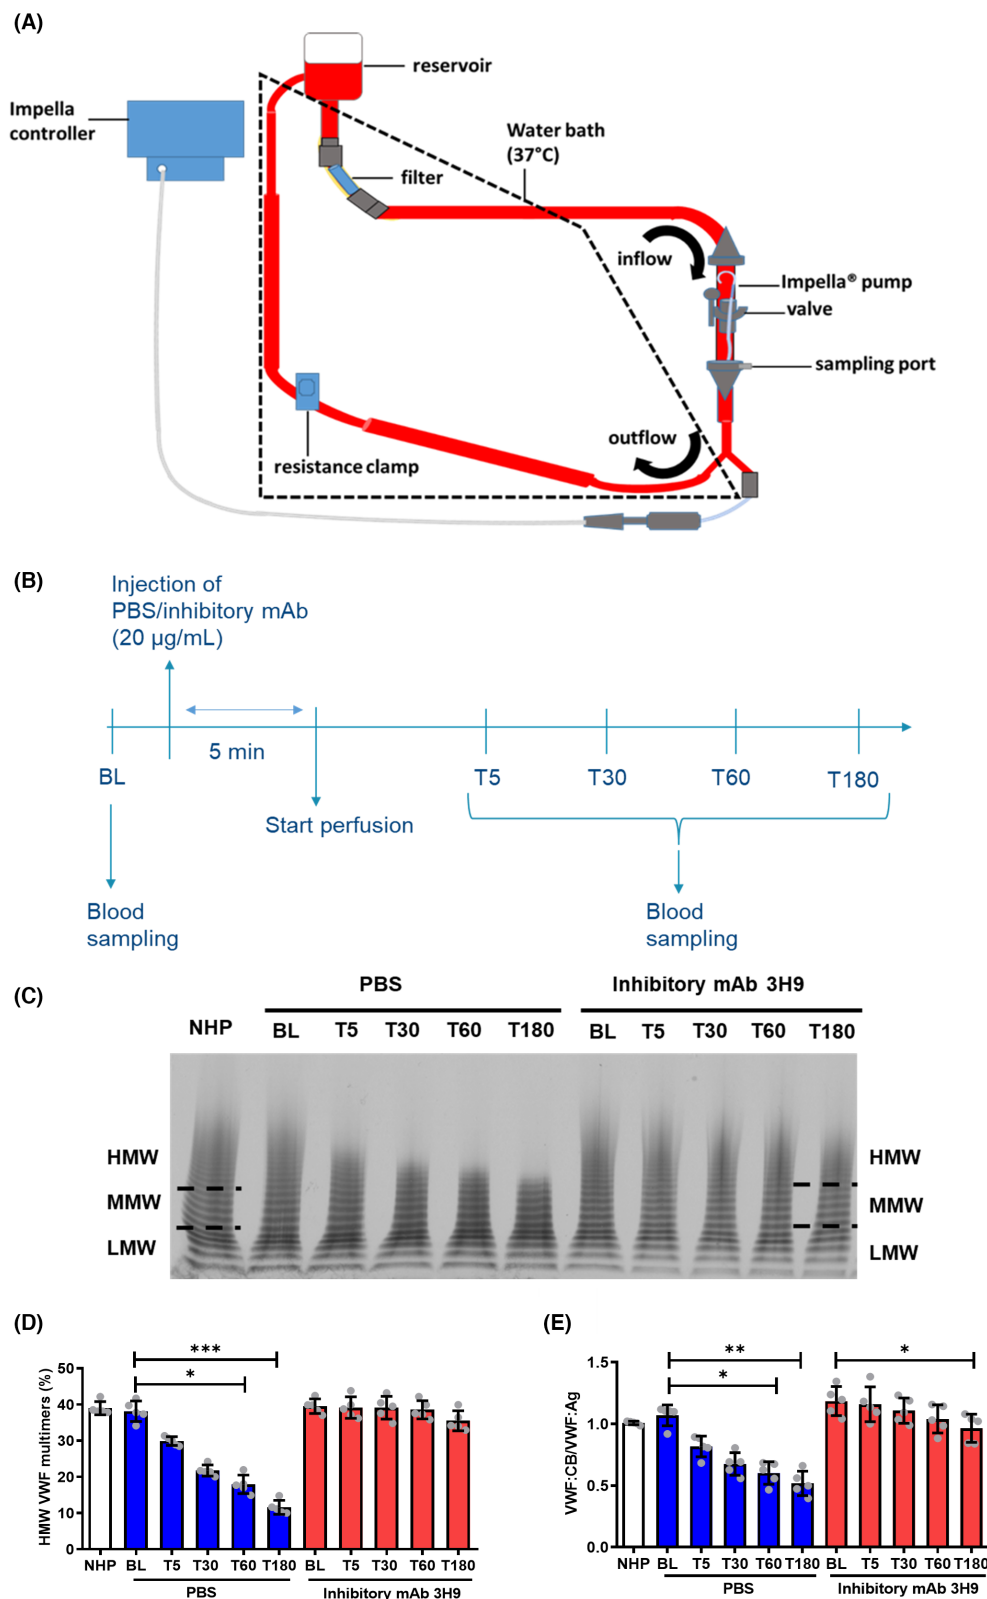 (A)
reservoir
Impella
controller
Water bath
(37°C)
filter
inflow
Impella® pump
valve
sampling port
outflow
resistance clamp
(B)
Injection of
PBS/inhibitory mAb
(20 µg/mL)
5 min
BL
T5
T30
T60
T180
Start perfusion
Blood
sampling
Blood
sampling
(C)
PBS
Inhibitory mAb 3H9
NHP
BL
T5
T30
T60
T180
BL
T5
T30
T60
T180
HMW
MMW
LMW
HMW
MMW
LMW
(D)
HMW VWF multimers (%)
50
40
30
20
10
0
***
*
NHP
BL
T5
T30
T60
T180
BL
T5
T30
T60
T180
PBS
Inhibitory mAb 3H9
(E)
VWF:CB/VWF:Ag
1.5
1.0
0.5
0.0
**
*
*
NHP
BL
T5
T30
T60
T180
BL
T5
T30
T60
T180
PBS
Inhibitory mAb 3H9